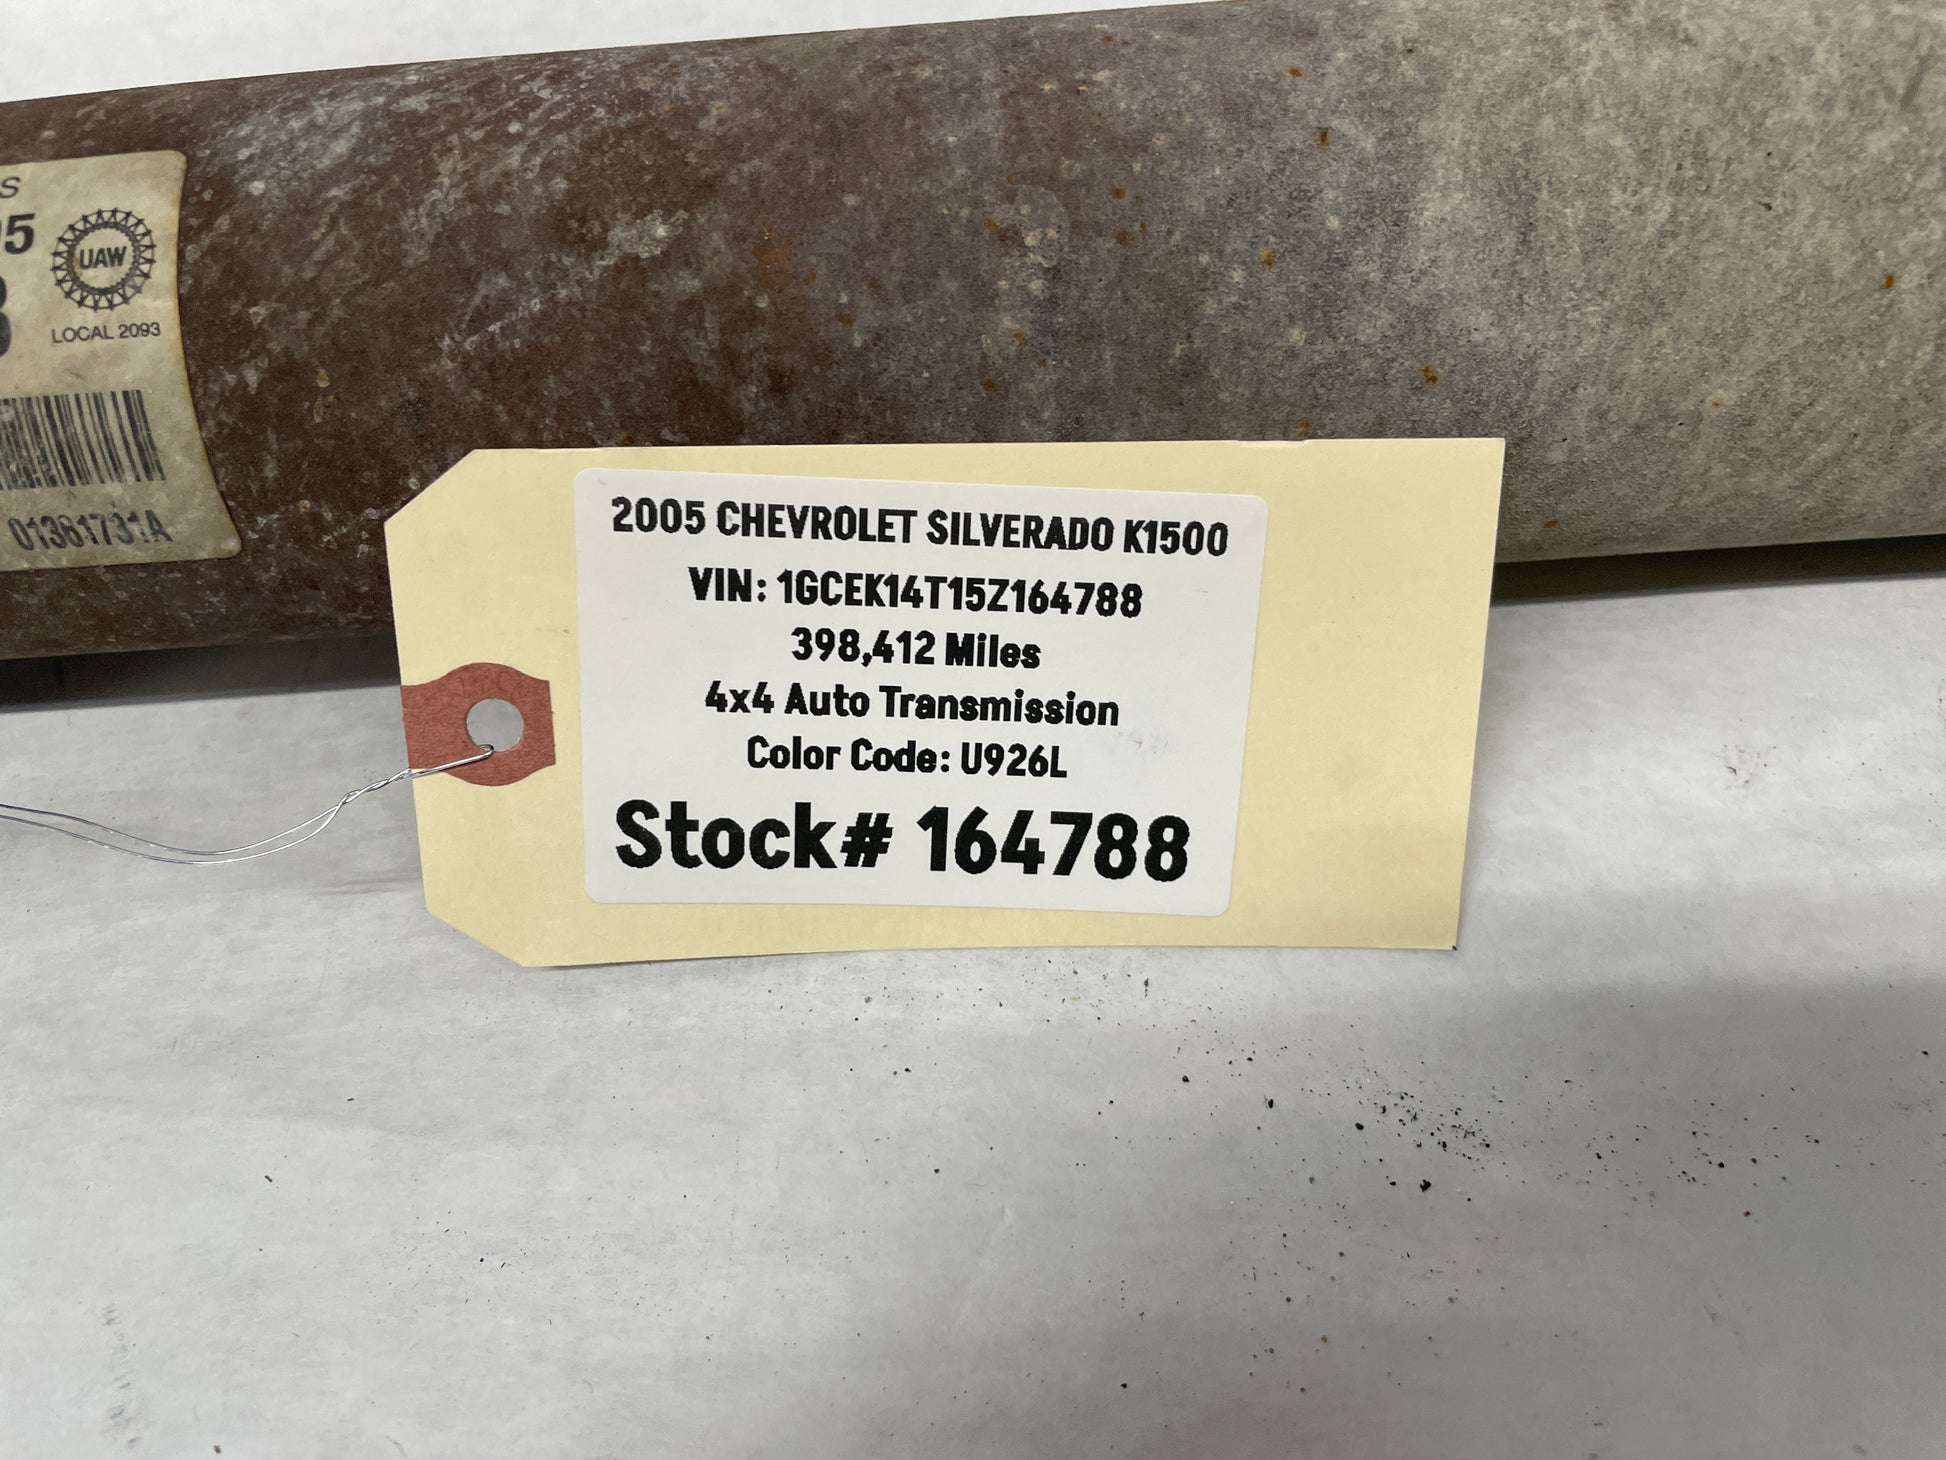 S
05
UAW
LOCAL 2093
01361731A
2005 CHEVROLET SILVERADO K1500
VIN: 1GCEK14T15Z164788
398,412 Miles
4x4 Auto Transmission
Color Code: U926L
Stock# 164788